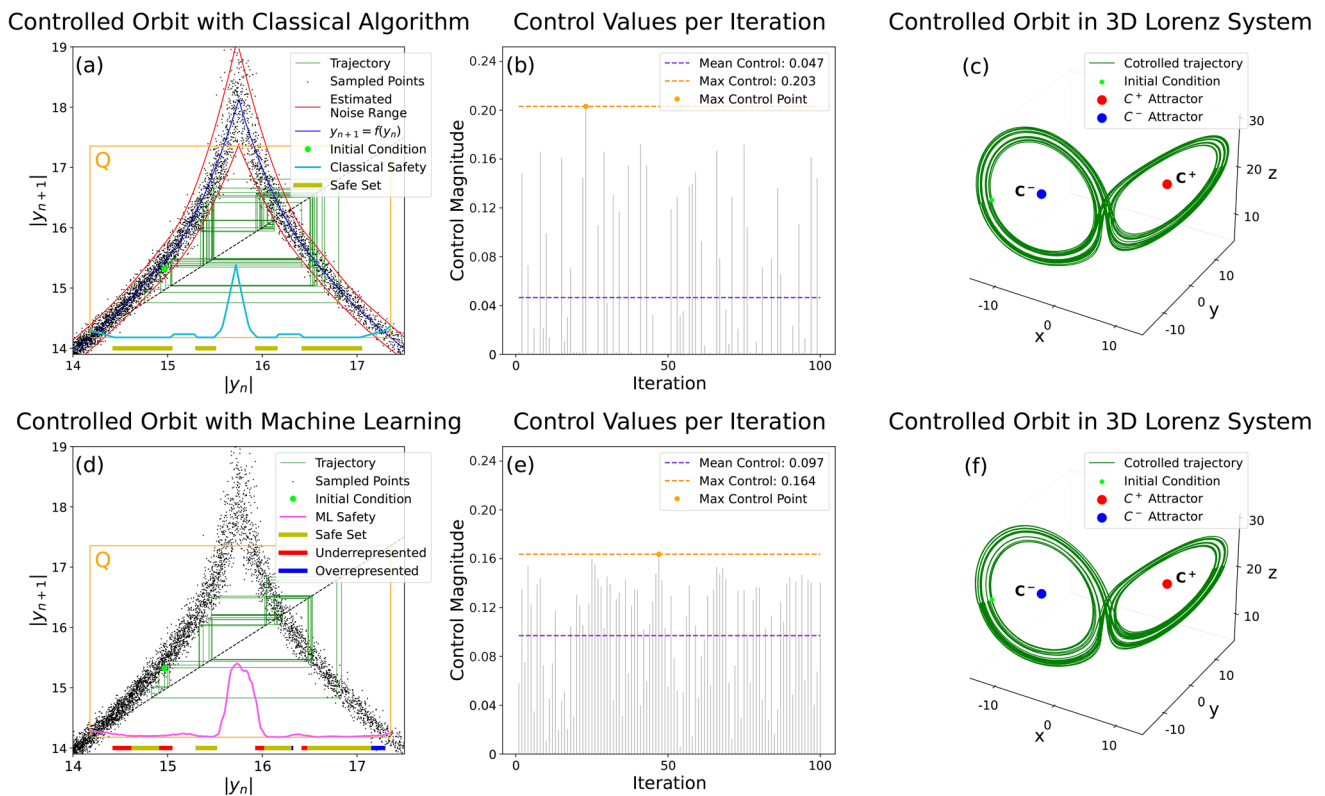 Controlled Orbit with Classical Algorithm
(a)
Trajectory
Sampled Points
Estimated
Noise Range
yₙ₊₁ = f(yₙ)
Initial Condition
Classical Safety
Safe Set
Q
|yₙ₊₁|
19
18
17
16
15
14
15
16
17
|yₙ|
Control Values per Iteration
(b)
Mean Control: 0.047
Max Control: 0.203
Max Control Point
Control Magnitude
0.24
0.20
0.16
0.12
0.08
0.04
0
0
50
100
Iteration
Controlled Orbit in 3D Lorenz System
(c)
Cotrolled trajectory
Initial Condition
C⁺ Attractor
C⁻ Attractor
C⁻
C⁺
30
20
10
z
10
0
-10
y
-10
0
10
x
Controlled Orbit with Machine Learning
(d)
Trajectory
Sampled Points
Initial Condition
ML Safety
Safe Set
Underrepresented
Overrepresented
Q
|yₙ₊₁|
19
18
17
16
15
14
14
15
16
17
|yₙ|
Control Values per Iteration
(e)
Mean Control: 0.097
Max Control: 0.164
Max Control Point
Control Magnitude
0.24
0.20
0.16
0.12
0.08
0.04
0
0
50
100
Iteration
Controlled Orbit in 3D Lorenz System
(f)
Cotrolled trajectory
Initial Condition
C⁺ Attractor
C⁻ Attractor
C⁻
C⁺
30
20
10
z
10
0
-10
y
-10
0
10
x